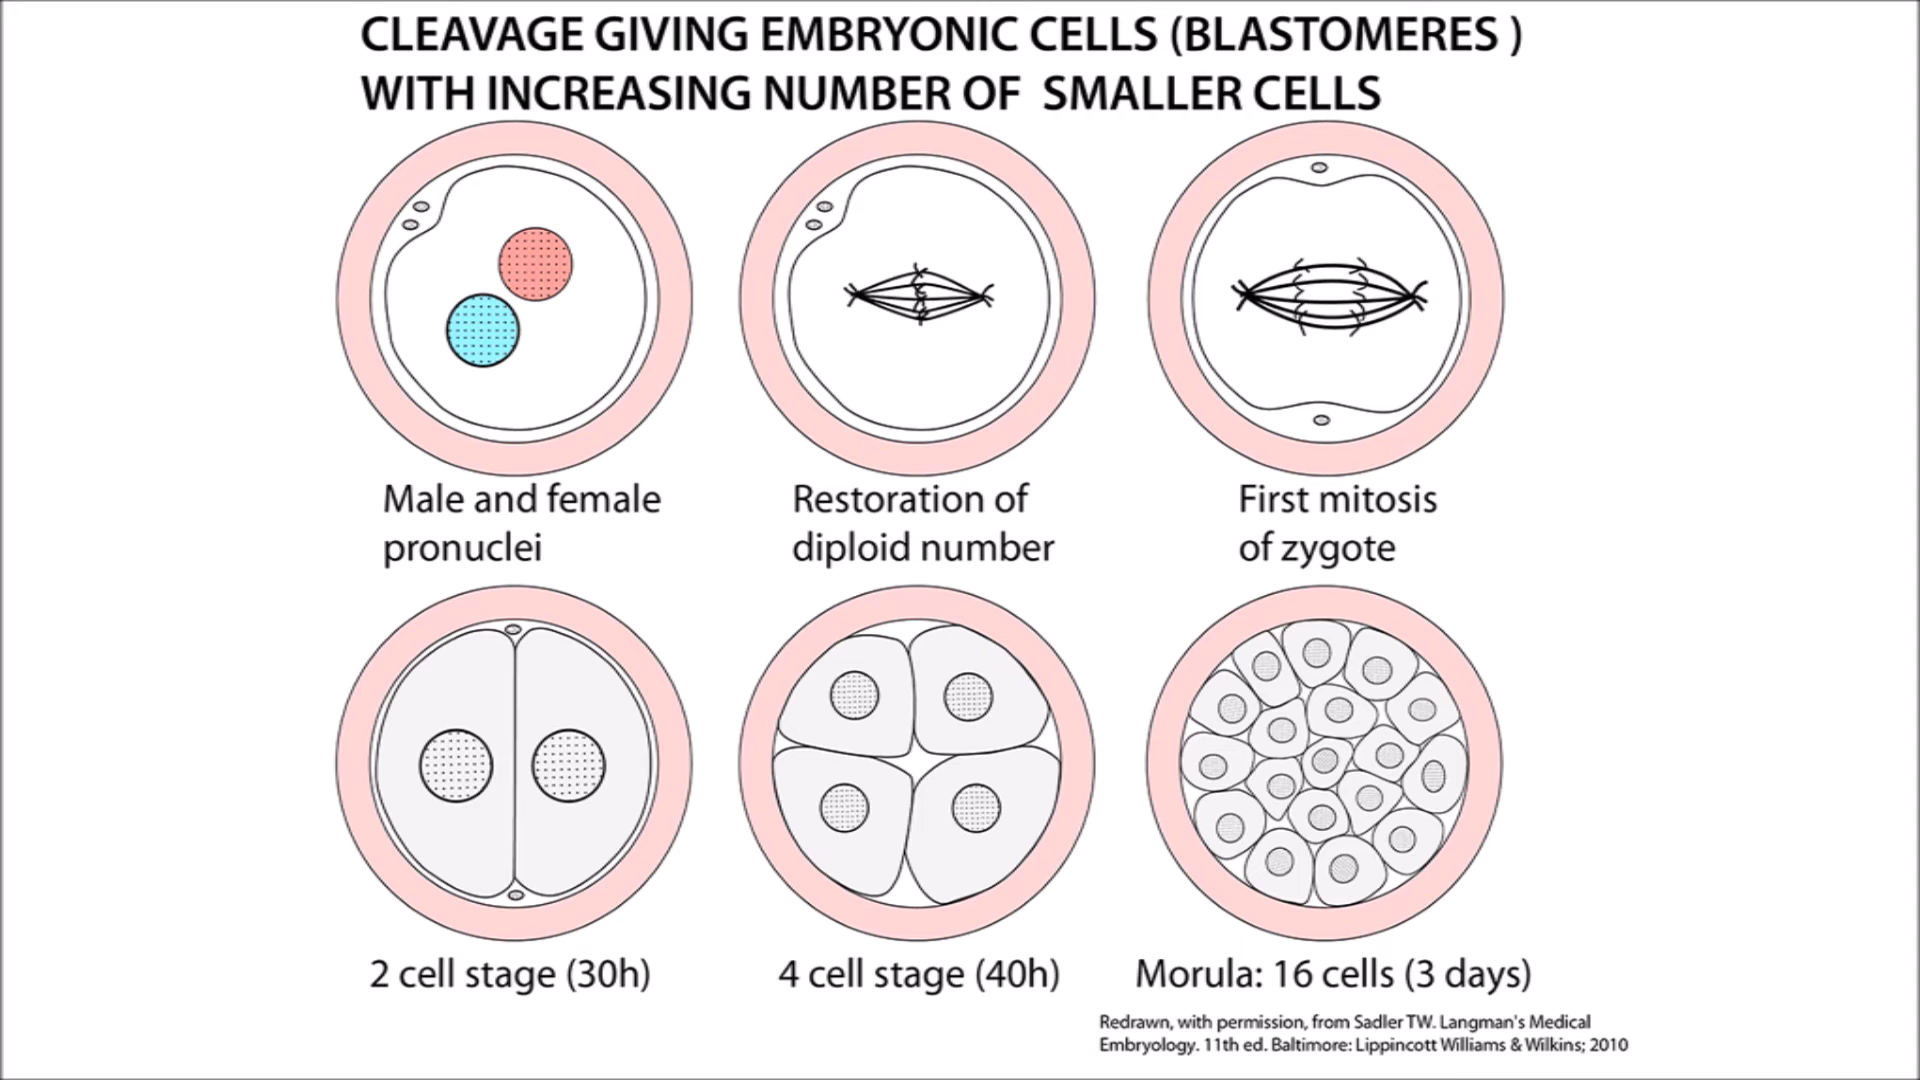 CLEAVAGE GIVING EMBRYONIC CELLS (BLASTOMERES )
WITH INCREASING NUMBER OF SMALLER CELLS
Male and female
pronuclei
Restoration of
diploid number
First mitosis
of zygote
2 cell stage (30h)
4 cell stage (40h)
Morula: 16 cells (3 days)
Redrawn, with permission, from Sadler TW. Langman's Medical
Embryology. 11th ed. Baltimore: Lippincott Williams & Wilkins; 2010